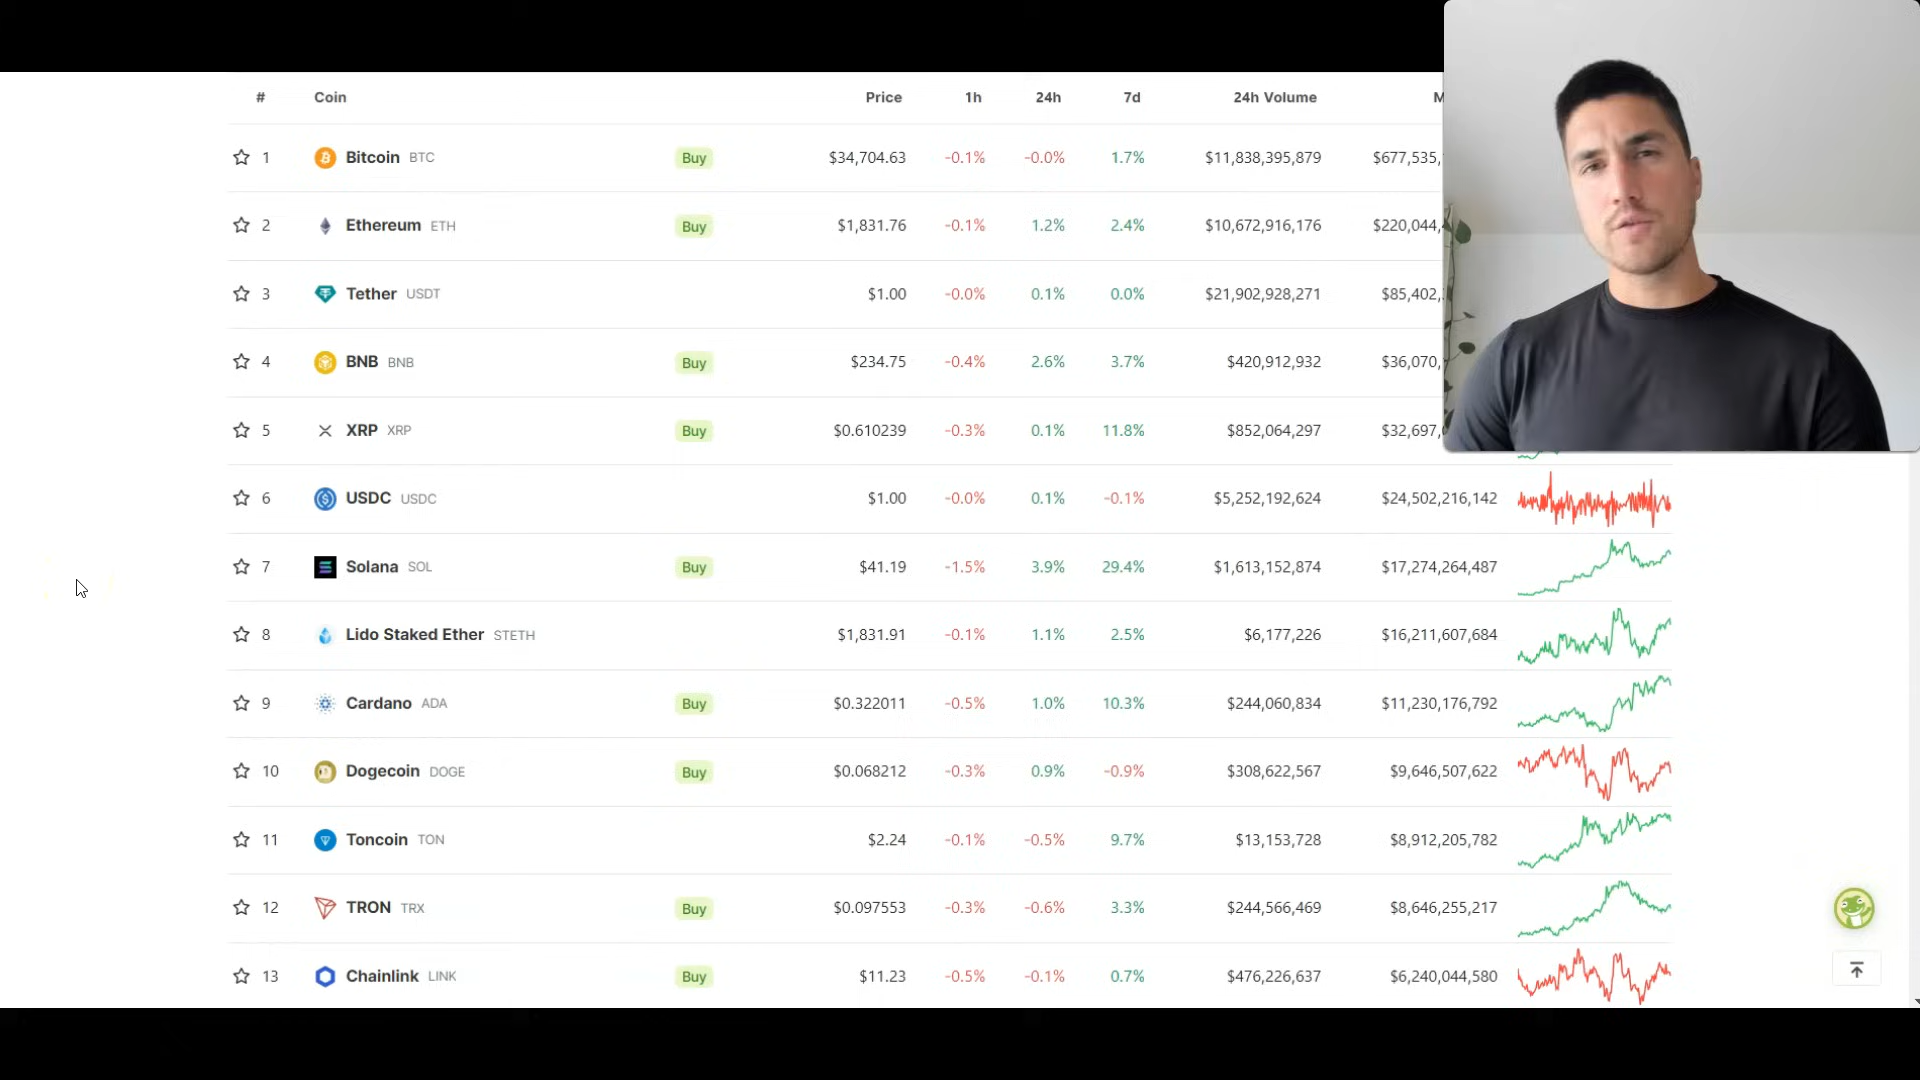 # Coin Price 1h 24h 7d 24h Volume M
1 Bitcoin BTC Buy $34,704.63 -0.1% -0.0% 1.7% $11,838,395,879 $677,535,
2 Ethereum ETH Buy $1,831.76 -0.1% 1.2% 2.4% $10,672,916,176 $220,044,
3 Tether USDT $1.00 -0.0% 0.1% 0.0% $21,902,928,271 $85,402,
4 BNB BNB Buy $234.75 -0.4% 2.6% 3.7% $420,912,932 $36,070,
5 XRP XRP Buy $0.610239 -0.3% 0.1% 11.8% $852,064,297 $32,697,
6 USDC USDC $1.00 -0.0% 0.1% -0.1% $5,252,192,624 $24,502,216,142
7 Solana SOL Buy $41.19 -1.5% 3.9% 29.4% $1,613,152,874 $17,274,264,487
8 Lido Staked Ether STETH $1,831.91 -0.1% 1.1% 2.5% $6,177,226 $16,211,607,684
9 Cardano ADA Buy $0.322011 -0.5% 1.0% 10.3% $244,060,834 $11,230,176,792
10 Dogecoin DOGE Buy $0.068212 -0.3% 0.9% -0.9% $308,622,567 $9,646,507,622
11 Toncoin TON $2.24 -0.1% -0.5% 9.7% $13,153,728 $8,912,205,782
12 TRON TRX Buy $0.097553 -0.3% -0.6% 3.3% $244,566,469 $8,646,255,217
13 Chainlink LINK Buy $11.23 -0.5% -0.1% 0.7% $476,226,637 $6,240,044,580